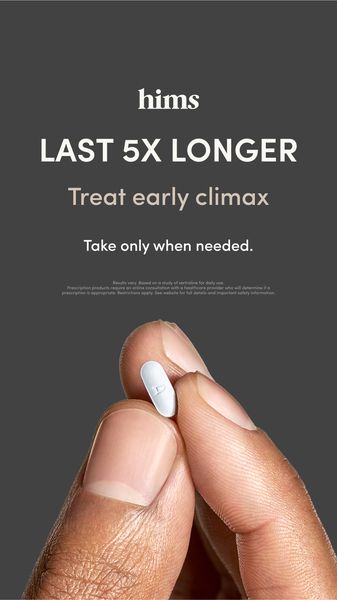 hims
LAST 5X LONGER
Treat early climax
Take only when needed.
Results vary. Based on a study of sertraline for daily use.
Prescription products require an online consultation with a healthcare provider who will determine if a
prescription is appropriate. Restrictions apply. See website for full details and important safety information.